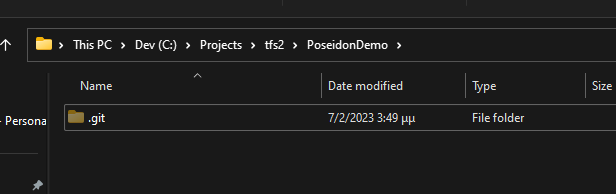 This PC > Dev (C:) > Projects > tfs2 > PoseidonDemo >
Name Date modified Type Size
- Persona
.git 7/2/2023 3:49 μμ File folder